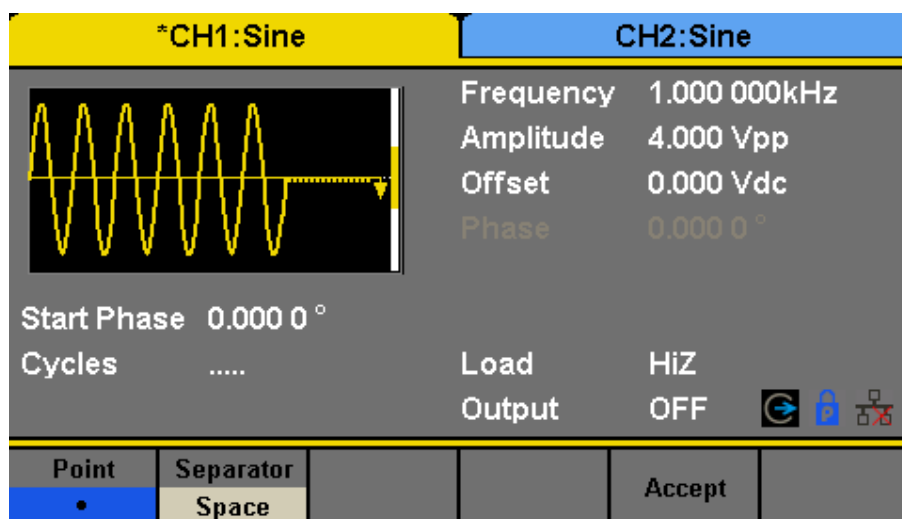 *CH1:Sine
CH2:Sine
Frequency 1.000 000kHz
Amplitude 4.000 Vpp
Offset 0.000 Vdc
Phase 0.000 0 °
Start Phase 0.000 0 °
Cycles .....
Load HiZ
Output OFF
P
Point
•
Separator
Space
Accept